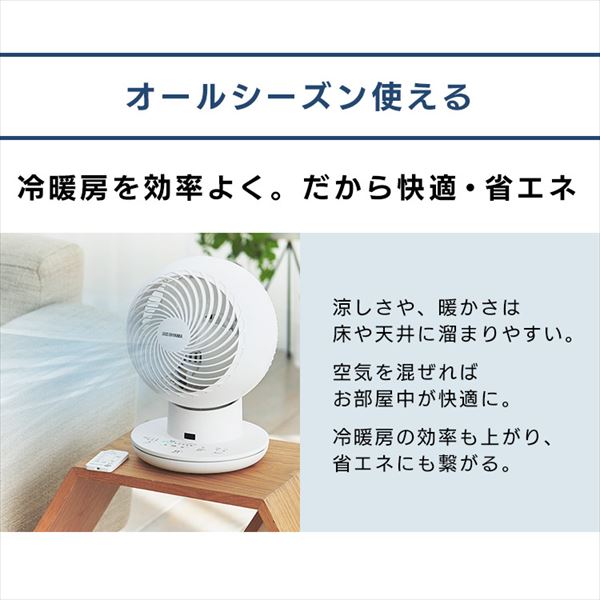 オールシーズン使える
冷暖房を効率よく。だから快適・省エネ
涼しさや、暖かさは
床や天井に溜まりやすい。
空気を混ぜれば
お部屋中が快適に。
冷暖房の効率も上がり、
省エネにも繋がる。
IRIS OHYAMA